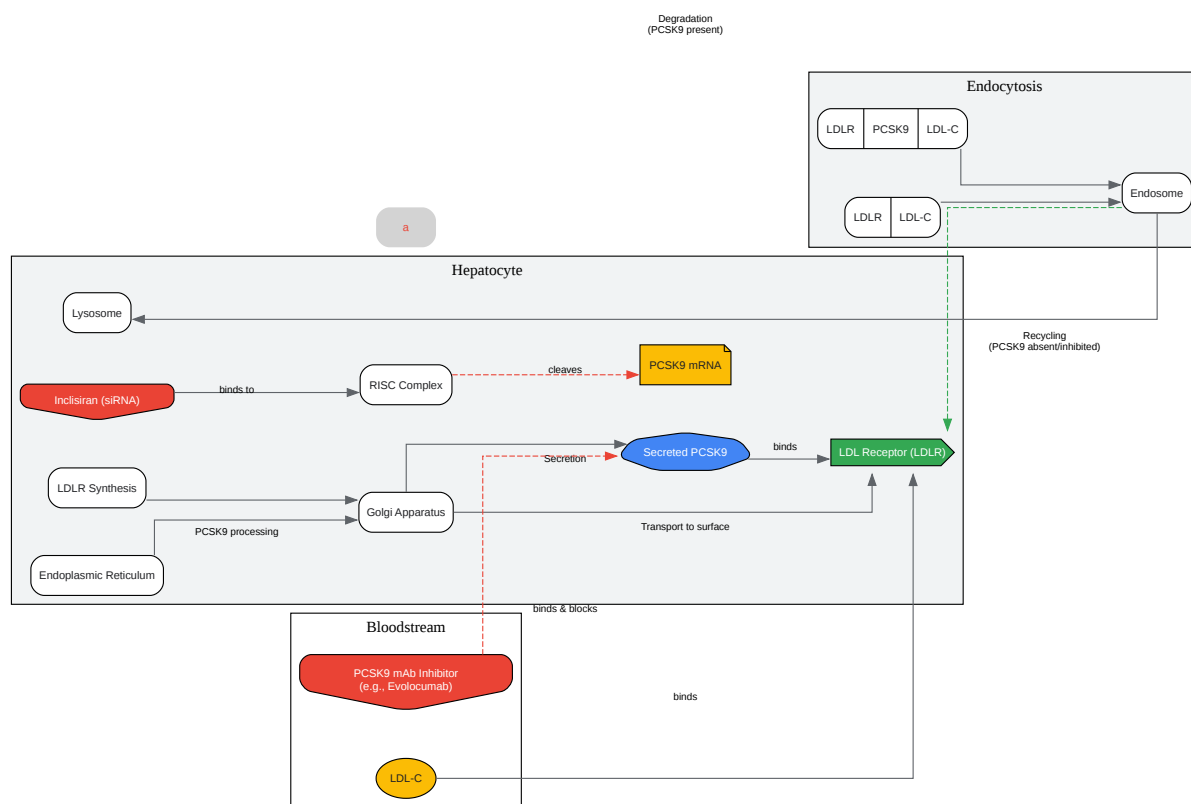 Degradation
(PCSK9 present)
Endocytosis
LDLR
PCSK9
LDL-C
Endosome
LDLR
LDL-C
a
Hepatocyte
Lysosome
Recycling
(PCSK9 absent/inhibited)
PCSK9 mRNA
cleaves
RISC Complex
binds to
Inclisiran (siRNA)
Secreted PCSK9
binds
LDL Receptor (LDLR)
Secretion
LDLR Synthesis
Golgi Apparatus
Transport to surface
PCSK9 processing
Endoplasmic Reticulum
binds & blocks
Bloodstream
PCSK9 mAb Inhibitor
(e.g., Evolocumab)
binds
LDL-C